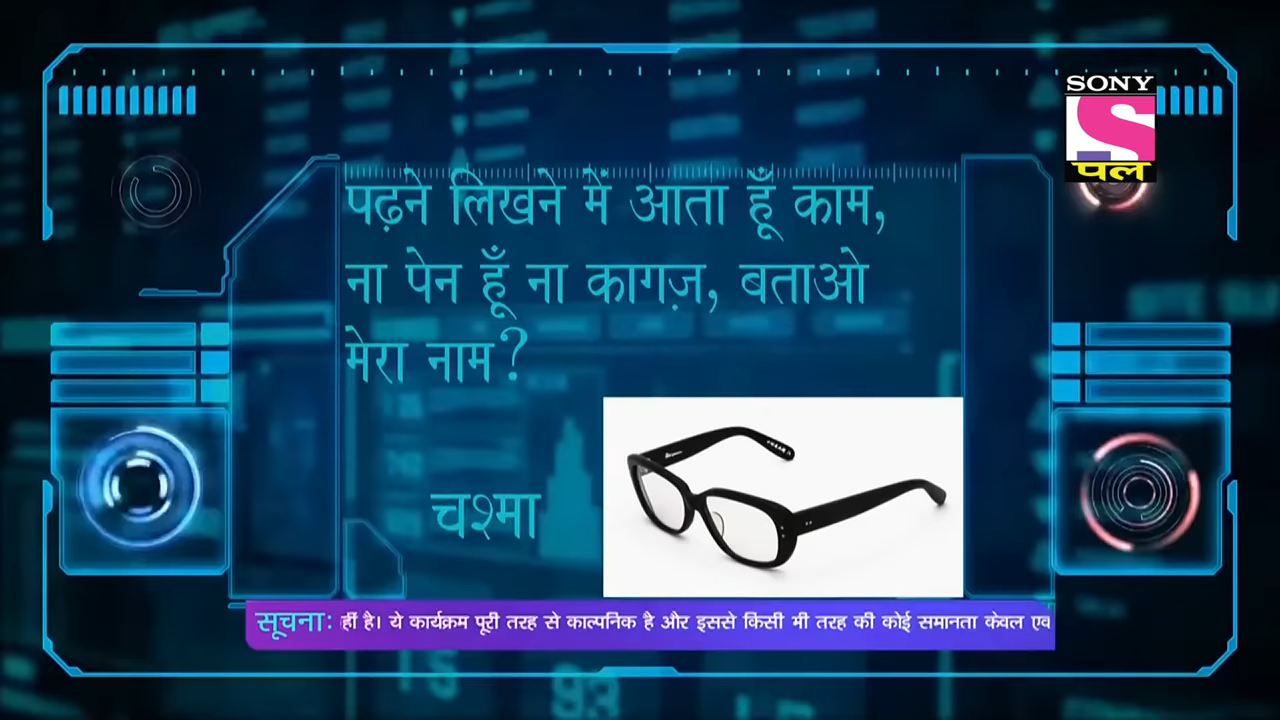 SONY
S
पल
पढ़ने लिखने में आता हूँ काम,
ना पेन हूँ ना कागज़, बताओ
मेरा नाम?
चश्मा
सूचना: हीं है। ये कार्यक्रम पूरी तरह से काल्पनिक है और इससे किसी भी तरह की कोई समानता केवल एव